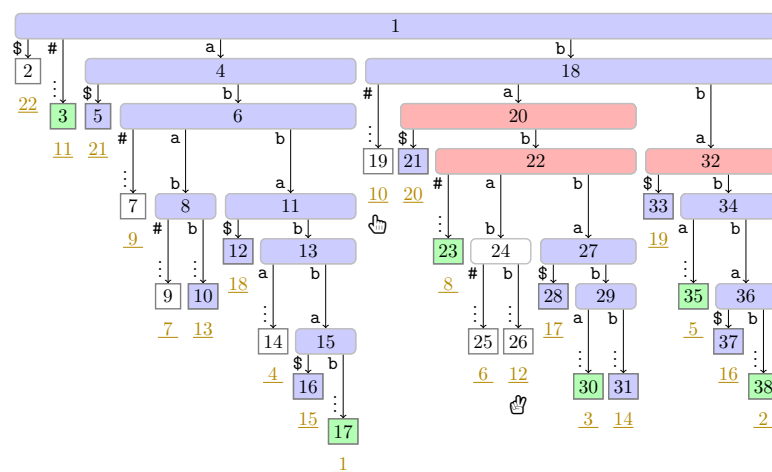 1
$ # a b
2 4 18
22 $ b # a b
3 5 6 20
11 21 # a b $ b a
19 21 22 32
10 20 # a b $ b
7 8 11 33 34
9 # b $ b 19 a a
12 13 23 24 27
18 a b 8 # b $ b
9 10 28 29 35 36
7 13 17 a b 5 $ b
14 15 25 26 37
4 $ b 6 12 16
16 30 31 38
15 3 14 2
17
1